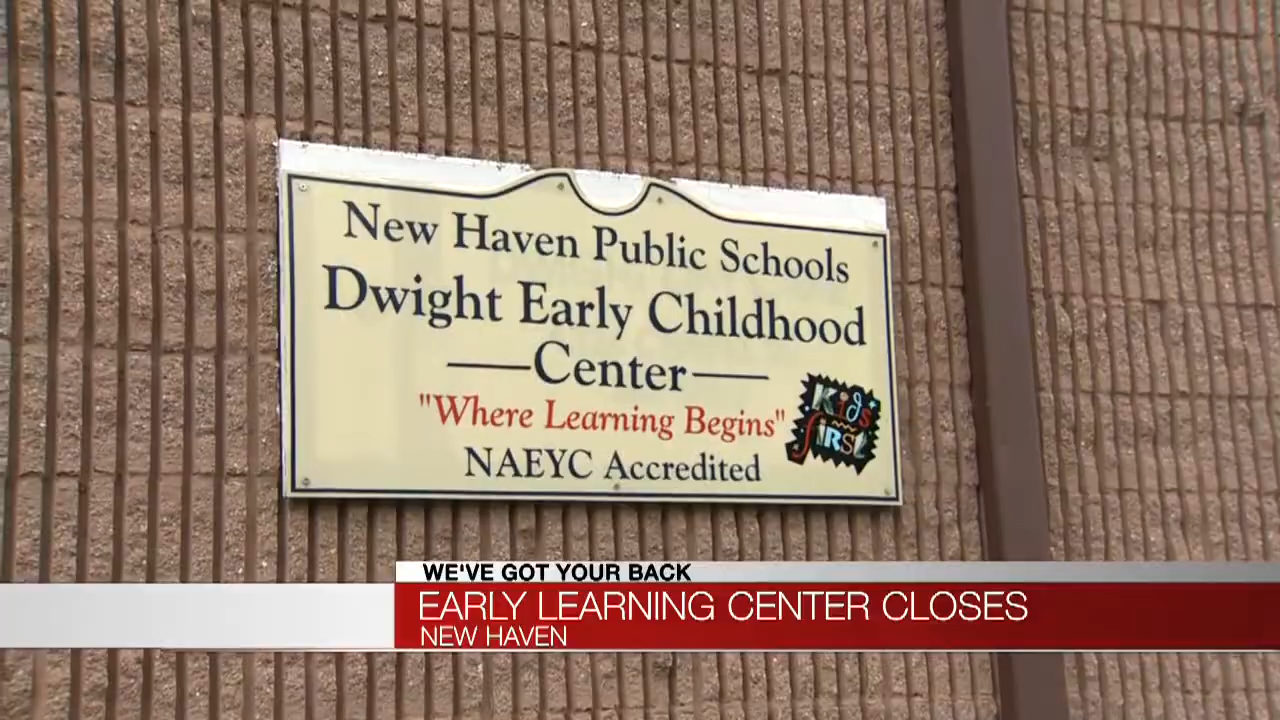 New Haven Public Schools
Dwight Early Childhood
Center
"Where Learning Begins"
Kids
first
NAEYC Accredited
WE'VE GOT YOUR BACK
EARLY LEARNING CENTER CLOSES
NEW HAVEN